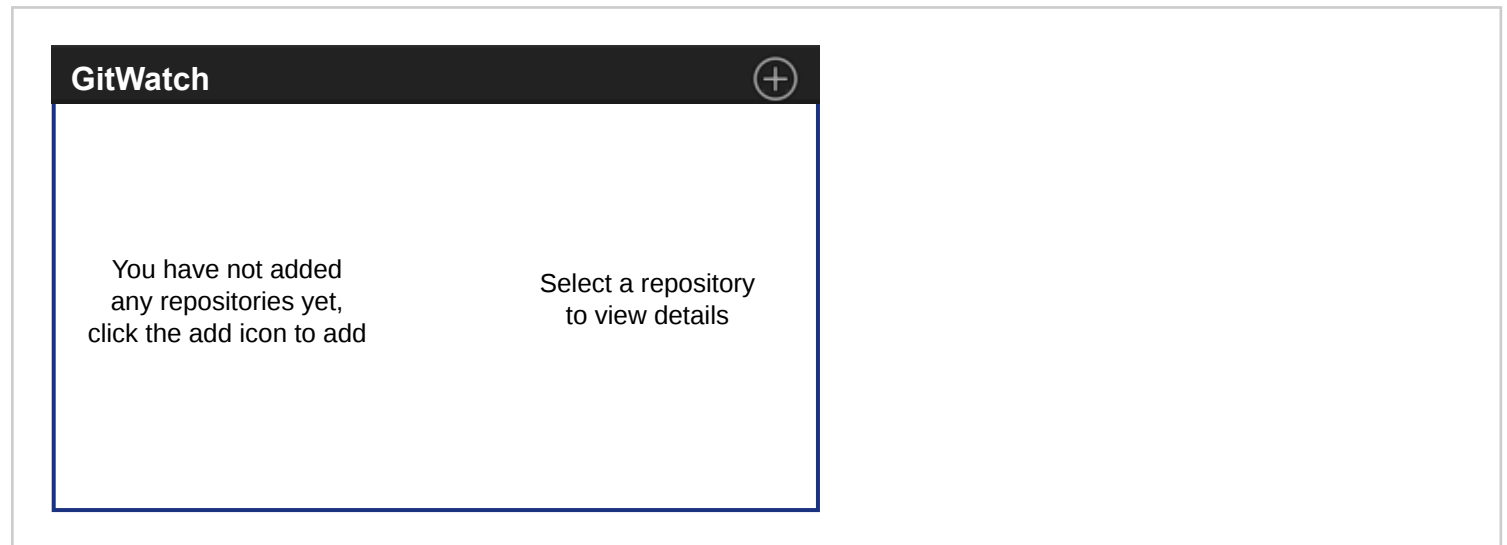 GitWatch
You have not added
any repositories yet,
click the add icon to add
Select a repository
to view details